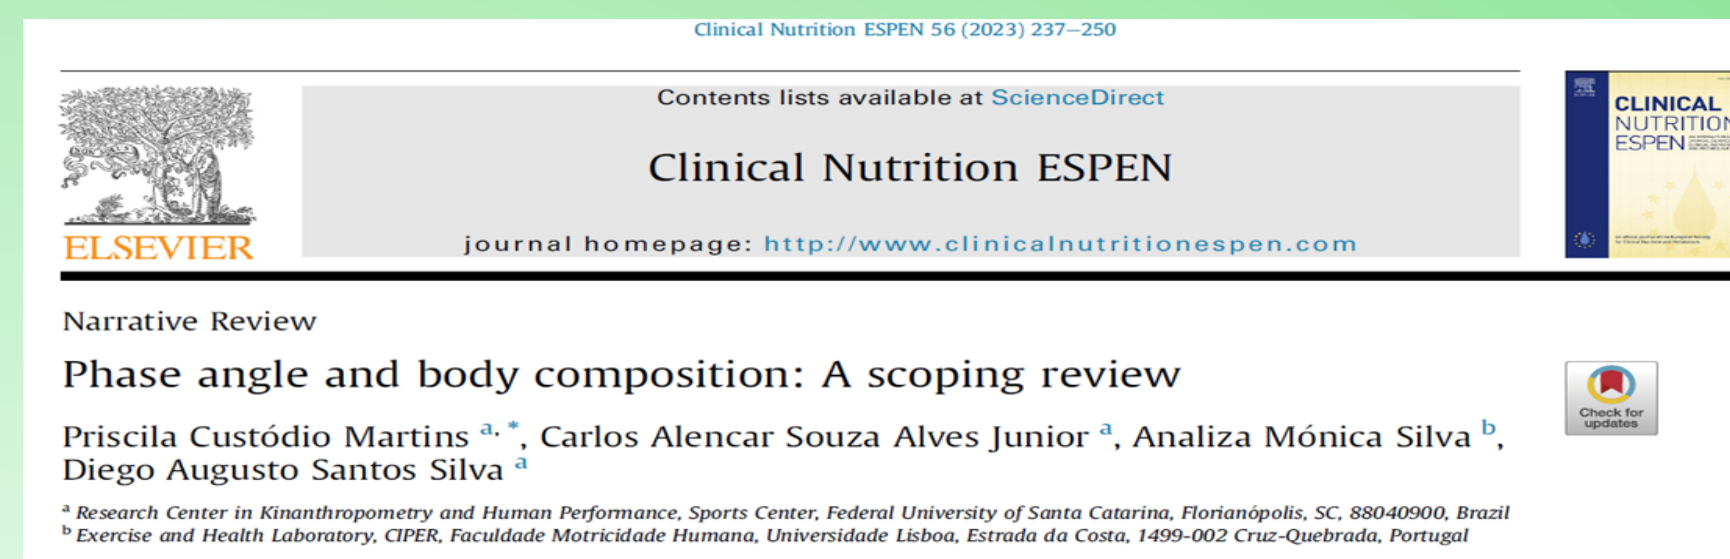 Clinical Nutrition ESPEN 56 (2023) 237–250
Contents lists available at ScienceDirect
Clinical Nutrition ESPEN
journal homepage: http://www.clinicalnutritionespen.com
ELSEVIER
CLINICAL
NUTRITION
ESPEN
Narrative Review
Phase angle and body composition: A scoping review
Check for
updates
Priscila Custódio Martins a, *, Carlos Alencar Souza Alves Junior a, Analiza Mónica Silva b,
Diego Augusto Santos Silva a
a Research Center in Kinanthropometry and Human Performance, Sports Center, Federal University of Santa Catarina, Florianópolis, SC, 88040900, Brazil
b Exercise and Health Laboratory, CIPER, Faculdade Motricidade Humana, Universidade Lisboa, Estrada da Costa, 1499-002 Cruz-Quebrada, Portugal